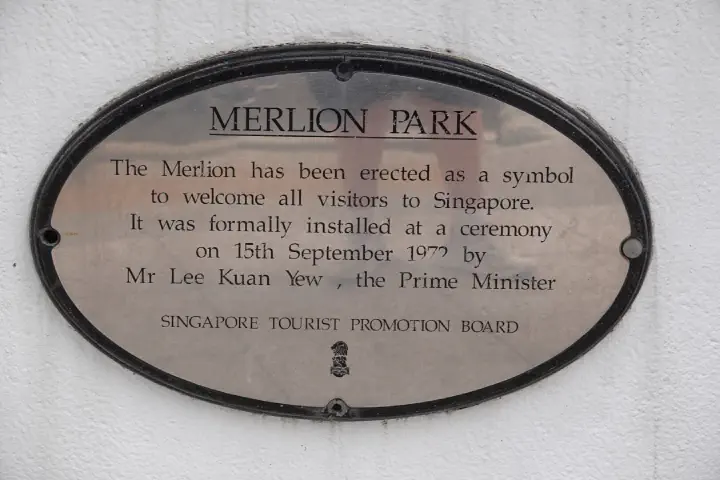 MERLION PARK
The Merlion has been erected as a symbol
to welcome all visitors to Singapore.
It was formally installed at a ceremony
on 15th September 1972 by
Mr Lee Kuan Yew , the Prime Minister
SINGAPORE TOURIST PROMOTION BOARD